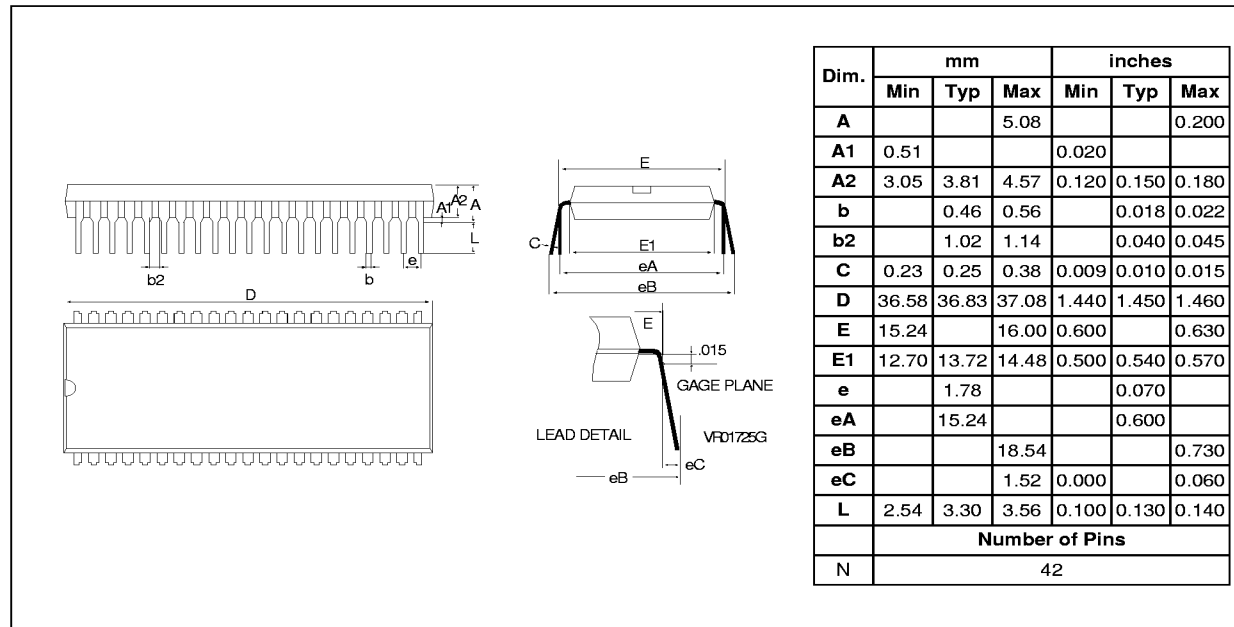 E
A1
A2
A
L
b2
b
e
D
C
E1
eA
eB
E
.015
GAGE PLANE
LEAD DETAIL
VR01725G
eC
eB
Dim. mm inches
Min Typ Max Min Typ Max
A 5.08 0.200
A1 0.51 0.020
A2 3.05 3.81 4.57 0.120 0.150 0.180
b 0.46 0.56 0.018 0.022
b2 1.02 1.14 0.040 0.045
C 0.23 0.25 0.38 0.009 0.010 0.015
D 36.58 36.83 37.08 1.440 1.450 1.460
E 15.24 16.00 0.600 0.630
E1 12.70 13.72 14.48 0.500 0.540 0.570
e 1.78 0.070
eA 15.24 0.600
eB 18.54 0.730
eC 1.52 0.000 0.060
L 2.54 3.30 3.56 0.100 0.130 0.140
Number of Pins
N 42